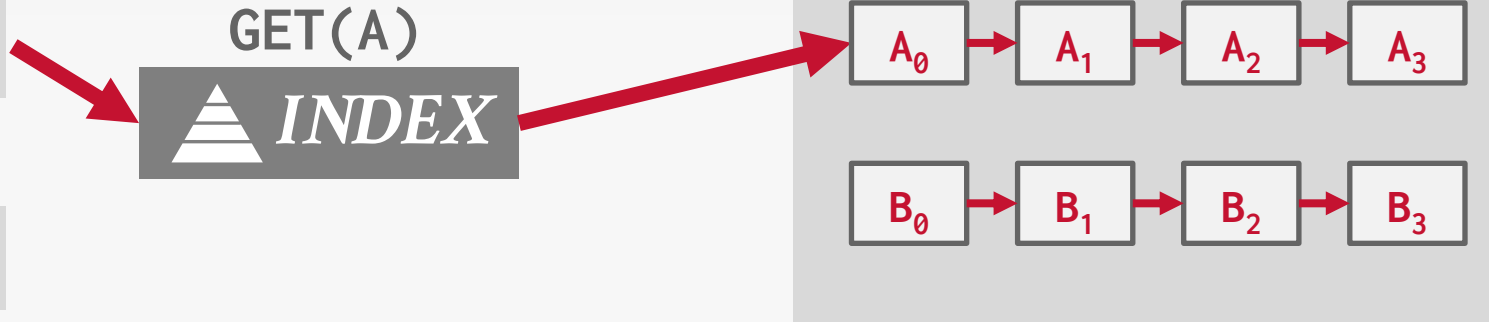 GET(A)
INDEX
A₀ A₁ A₂ A₃
B₀ B₁ B₂ B₃